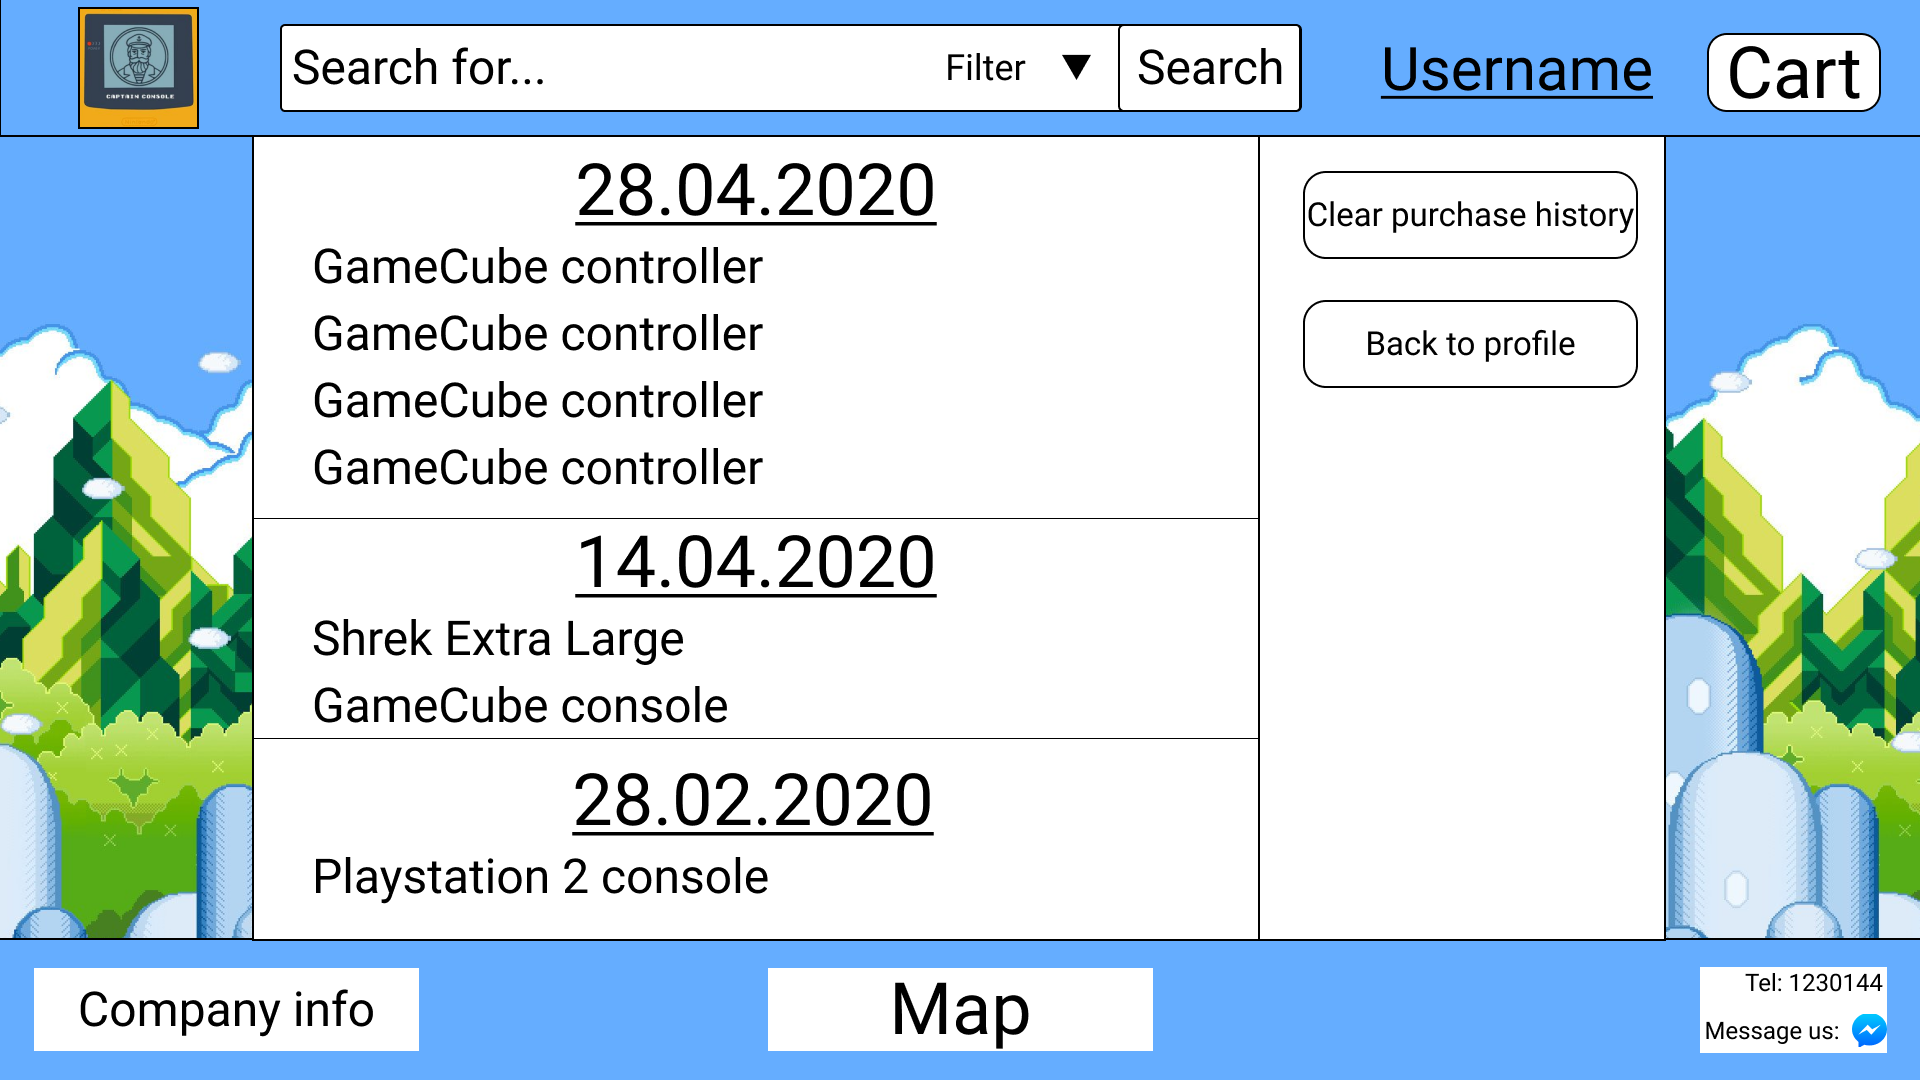 CAPTAIN CONSOLE
Search for...
Filter
Search
Username
Cart
28.04.2020
GameCube controller
GameCube controller
GameCube controller
GameCube controller
14.04.2020
Shrek Extra Large
GameCube console
28.02.2020
Playstation 2 console
Clear purchase history
Back to profile
Company info
Map
Tel: 1230144
Message us: